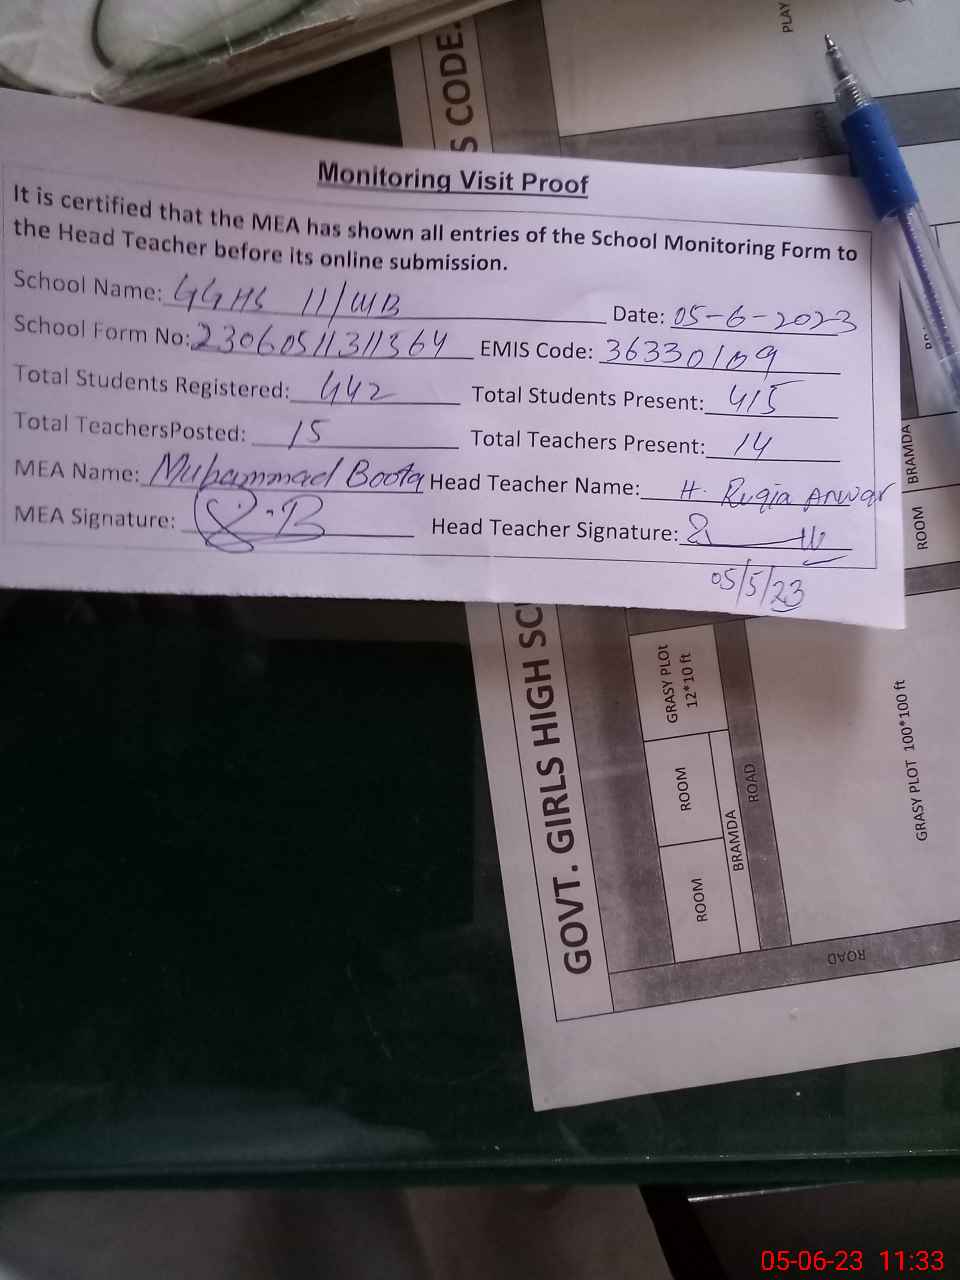 Monitoring Visit Proof
It is certified that the MEA has shown all entries of the School Monitoring Form to
the Head Teacher before its online submission.
School Name: GGHS 111/WB Date: 05-6-2023
School Form No: 23060511311364 EMIS Code: 36330109
Total Students Registered: 442 Total Students Present: 415
Total TeachersPosted: 15 Total Teachers Present: 14
MEA Name: Muhammad Boota Head Teacher Name: H. Ruqia Anwar
MEA Signature: Head Teacher Signature:
05/5/23
S CODE.
PLAY
BRAMDA
ROOM
GOVT. GIRLS HIGH SC
GRASY PLOt
12*10 ft
ROOM
ROOM
BRAMDA
ROAD
GRASY PLOT 100*100 ft
ROAD
05-06-23 11:33